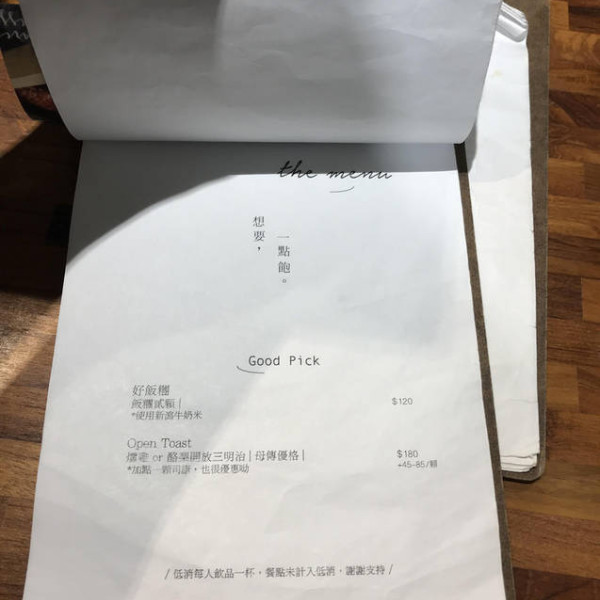 the menu
想要，
一點飽。
Good Pick
好飯糰
飯糰貳顆 |
$120
*使用新瀉牛奶米
Open Toast
燻雞 or 酪梨開放三明治 | 母傳優格 |
$180
*加點一顆司康，也很優惠呦
+45-85/顆
/ 低消每人飲品一杯，餐點未計入低消，謝謝支持 /